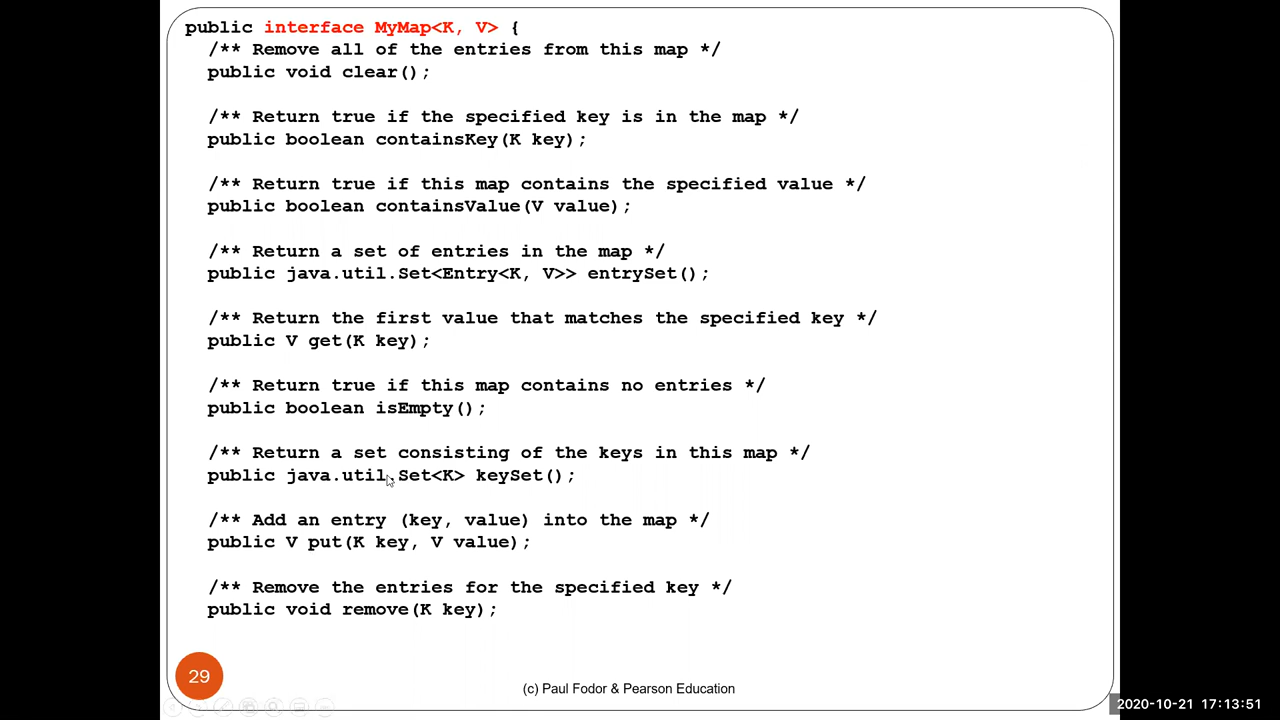 public interface MyMap<K, V> {
/** Remove all of the entries from this map */
public void clear();
/** Return true if the specified key is in the map */
public boolean containsKey(K key);
/** Return true if this map contains the specified value */
public boolean containsValue(V value);
/** Return a set of entries in the map */
public java.util.Set<Entry<K, V>> entrySet();
/** Return the first value that matches the specified key */
public V get(K key);
/** Return true if this map contains no entries */
public boolean isEmpty();
/** Return a set consisting of the keys in this map */
public java.util.Set<K> keySet();
/** Add an entry (key, value) into the map */
public V put(K key, V value);
/** Remove the entries for the specified key */
public void remove(K key);
29
(c) Paul Fodor & Pearson Education
2020-10-21 17:13:51